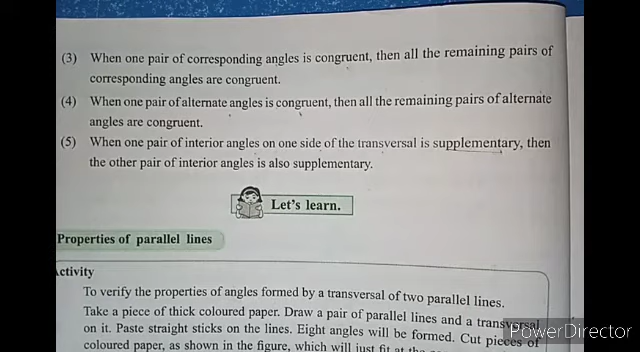 (3) When one pair of corresponding angles is congruent, then all the remaining pairs of
corresponding angles are congruent.
(4) When one pair of alternate angles is congruent, then all the remaining pairs of alternate
angles are congruent.
(5) When one pair of interior angles on one side of the transversal is supplementary, then
the other pair of interior angles is also supplementary.
Let's learn.
Properties of parallel lines
Activity
To verify the properties of angles formed by a transversal of two parallel lines.
Take a piece of thick coloured paper. Draw a pair of parallel lines and a transversal
on it. Paste straight sticks on the lines. Eight angles will be formed. Cut pieces of
coloured paper, as shown in the figure, which will just fit at the
PowerDirector